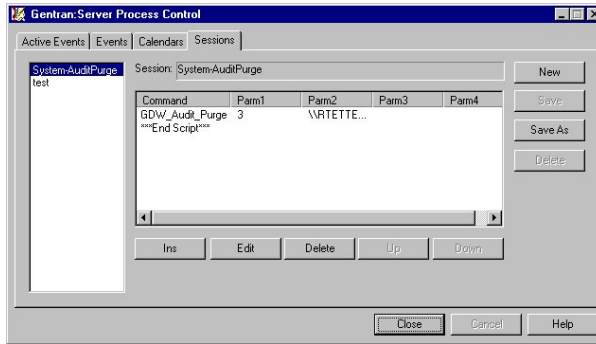 Gentran:Server Process Control
Active Events Events Calendars Sessions
System-AuditPurge
test
Session: System-AuditPurge
Command Parm1 Parm2 Parm3 Parm4
GDW_Audit_Purge 3 \\RTETTE...
***End Script***
Ins Edit Delete Up Down
New
Save
Save As
Delete
Close Cancel Help